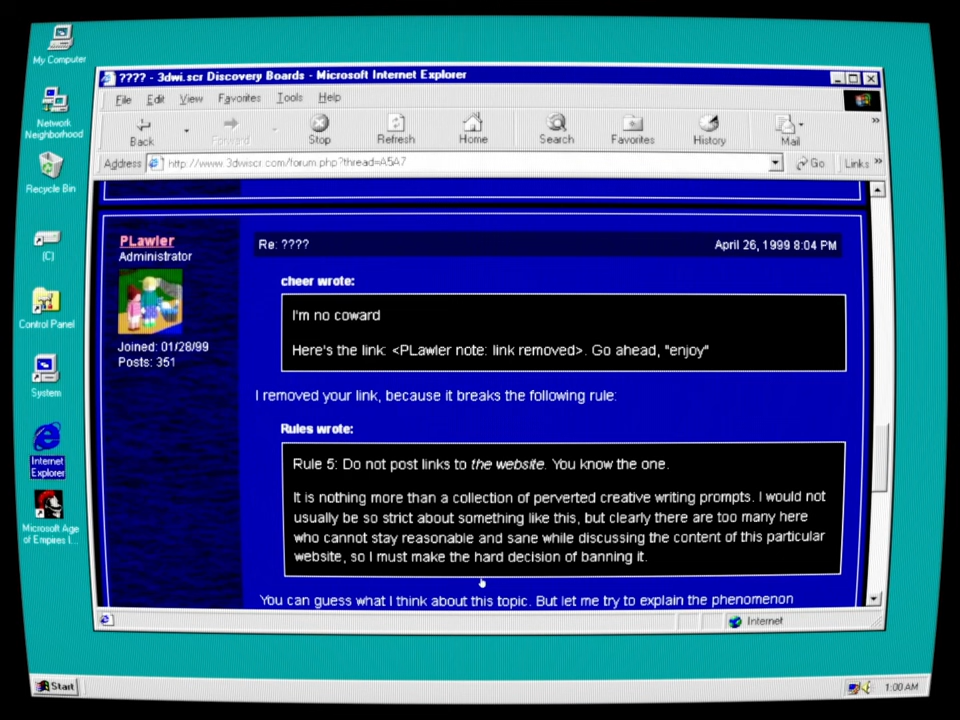 My Computer
Network
Neighborhood
Recycle Bin
(C)
Control Panel
System
Internet
Explorer
Microsoft Age
of Empires I...
???? - 3dwi.scr Discovery Boards - Microsoft Internet Explorer
File Edit View Favorites Tools Help
Back Forward Stop Refresh Home Search Favorites History Mail »
Address http://www.3dwiscr.com/forum.php?thread=A5A7 Go Links »
PLawler
Administrator
Joined: 01/28/99
Posts: 351
Re: ???? April 26, 1999 8:04 PM
cheer wrote:
I'm no coward
Here's the link: <PLawler note: link removed>. Go ahead, "enjoy"
I removed your link, because it breaks the following rule:
Rules wrote:
Rule 5: Do not post links to the website. You know the one.
It is nothing more than a collection of perverted creative writing prompts. I would not
usually be so strict about something like this, but clearly there are too many here
who cannot stay reasonable and sane while discussing the content of this particular
website, so I must make the hard decision of banning it.
You can guess what I think about this topic. But let me try to explain the phenomenon
Internet
Start 1:00 AM